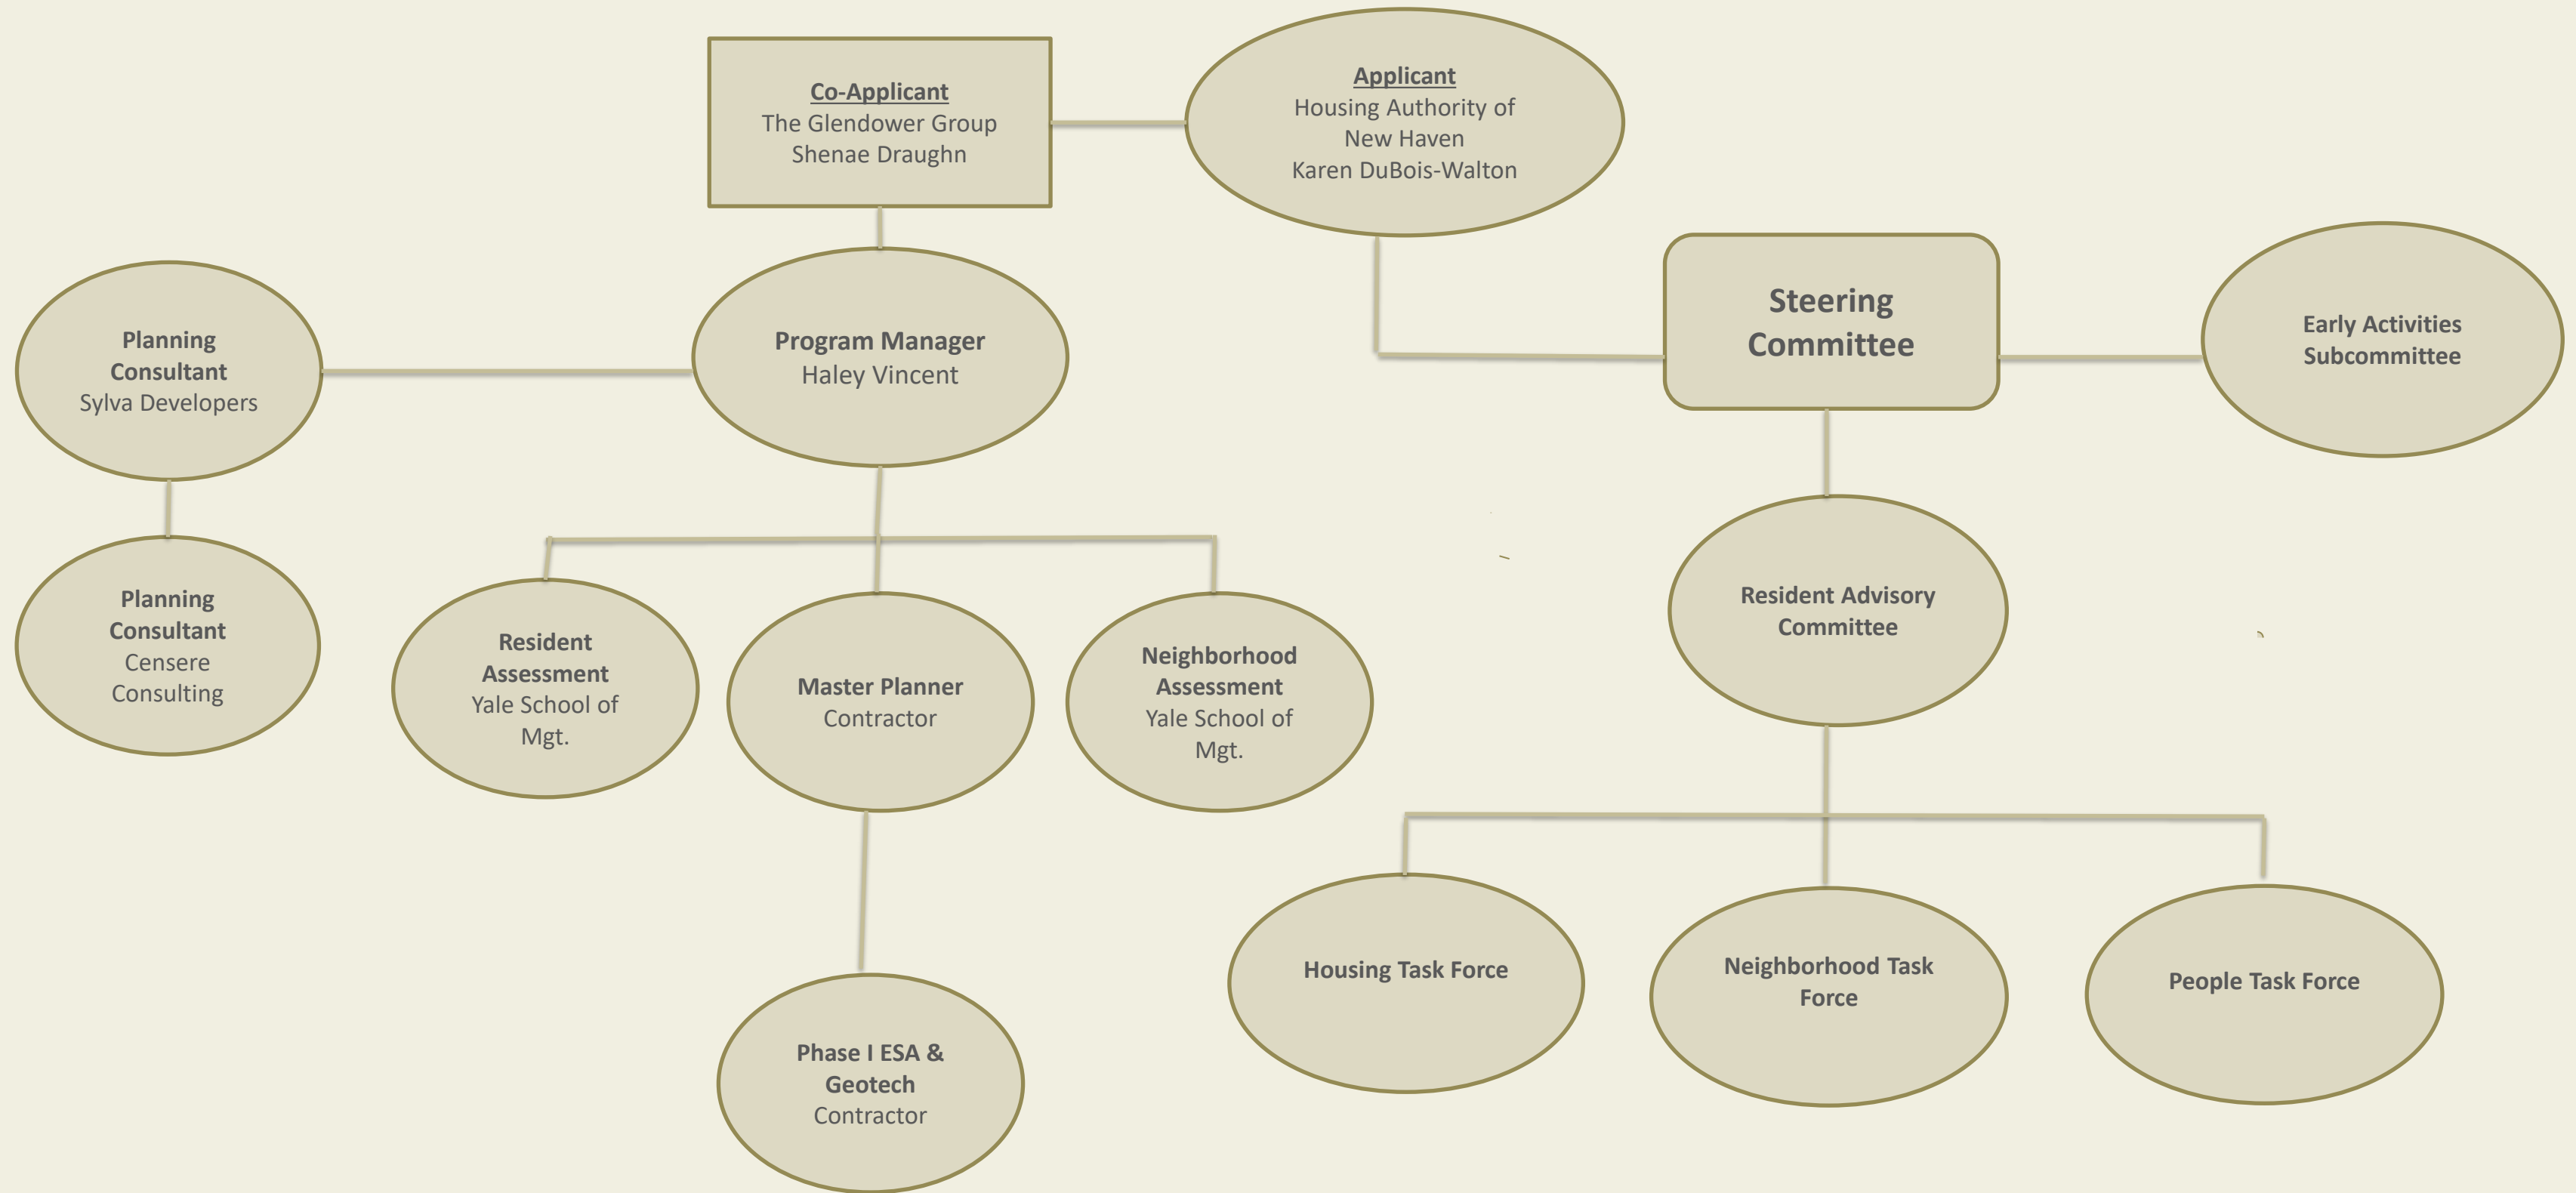 Co-Applicant
The Glendower Group
Shenae Draughn
Applicant
Housing Authority of
New Haven
Karen DuBois-Walton
Planning
Consultant
Sylva Developers
Program Manager
Haley Vincent
Steering
Committee
Early Activities
Subcommittee
Planning
Consultant
Censere
Consulting
Resident
Assessment
Yale School of
Mgt.
Master Planner
Contractor
Neighborhood
Assessment
Yale School of
Mgt.
Resident Advisory
Committee
Housing Task Force
Neighborhood Task
Force
People Task Force
Phase I ESA &
Geotech
Contractor